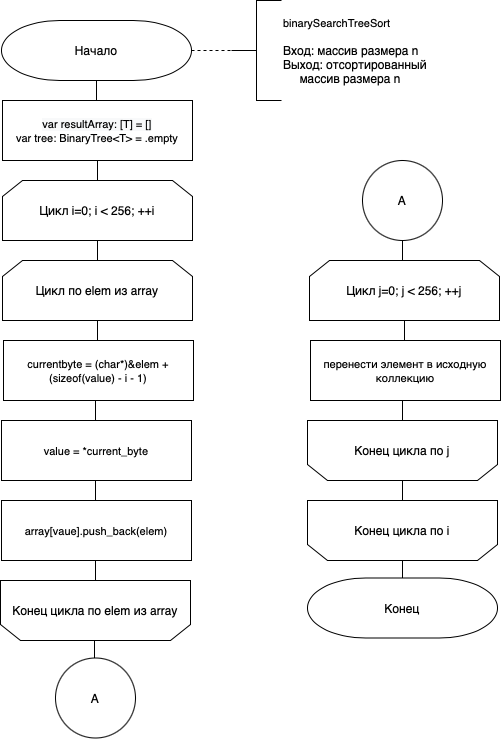 Начало
binarySearchTreeSort
Вход: массив размера n
Выход: отсортированный
массив размера n
var resultArray: [T] = []
var tree: BinaryTree<T> = .empty
Цикл i=0; i < 256; ++i
Цикл по elem из array
currentbyte = (char*)&elem +
(sizeof(value) - i - 1)
value = *current_byte
array[vaue].push_back(elem)
Конец цикла по elem из array
A
A
Цикл j=0; j < 256; ++j
перенести элемент в исходную
коллекцию
Конец цикла по j
Конец цикла по i
Конец